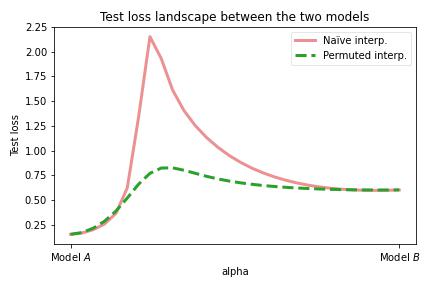 Test loss landscape between the two models
Naïve interp.
Permuted interp.
Test loss
2.25
2.00
1.75
1.50
1.25
1.00
0.75
0.50
0.25
Model A
Model B
alpha